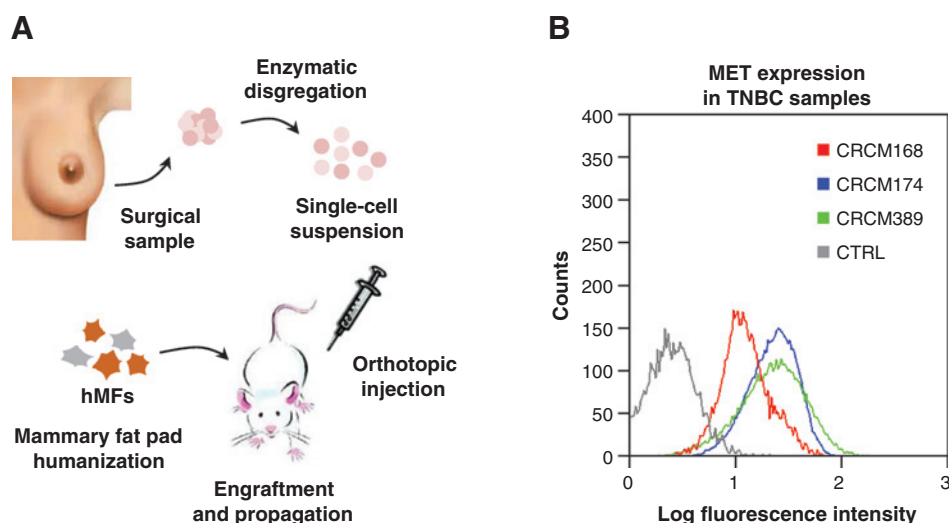 A
Enzymatic
disgregation
Surgical
sample
Single-cell
suspension
hMFs
Mammary fat pad
humanization
Orthotopic
injection
Engraftment
and propagation
B
MET expression
in TNBC samples
400
350
300
250
200
150
100
50
0
Counts
CRCM168
CRCM174
CRCM389
CTRL
0 1 2 3
Log fluorescence intensity